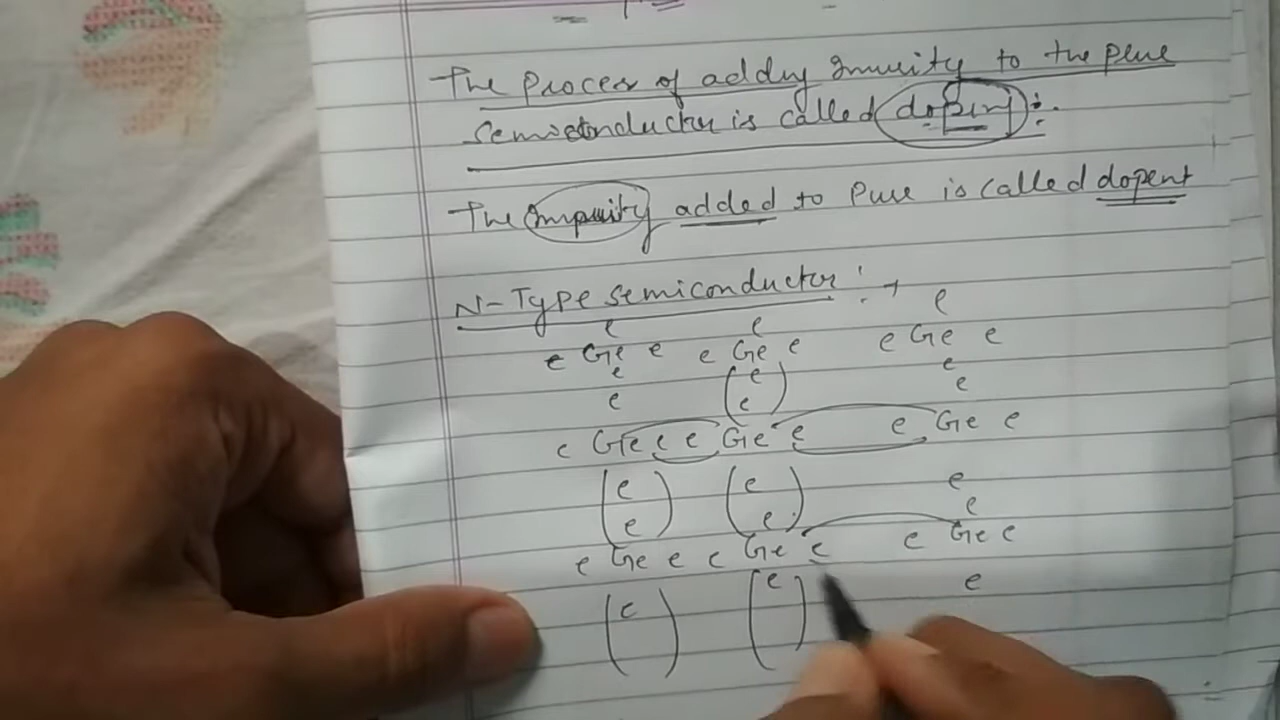 The process of adding impurity to the pure
semiconductor is called doping :.
The impurity added to pure is called dopent
N-Type semiconductor : →
e e e
e Ge e e Ge e e Ge e
e e e
e e e
e Ge e e Ge e e Ge e
e e e
e e e
e Ge e e Ge e e Ge e
e e e